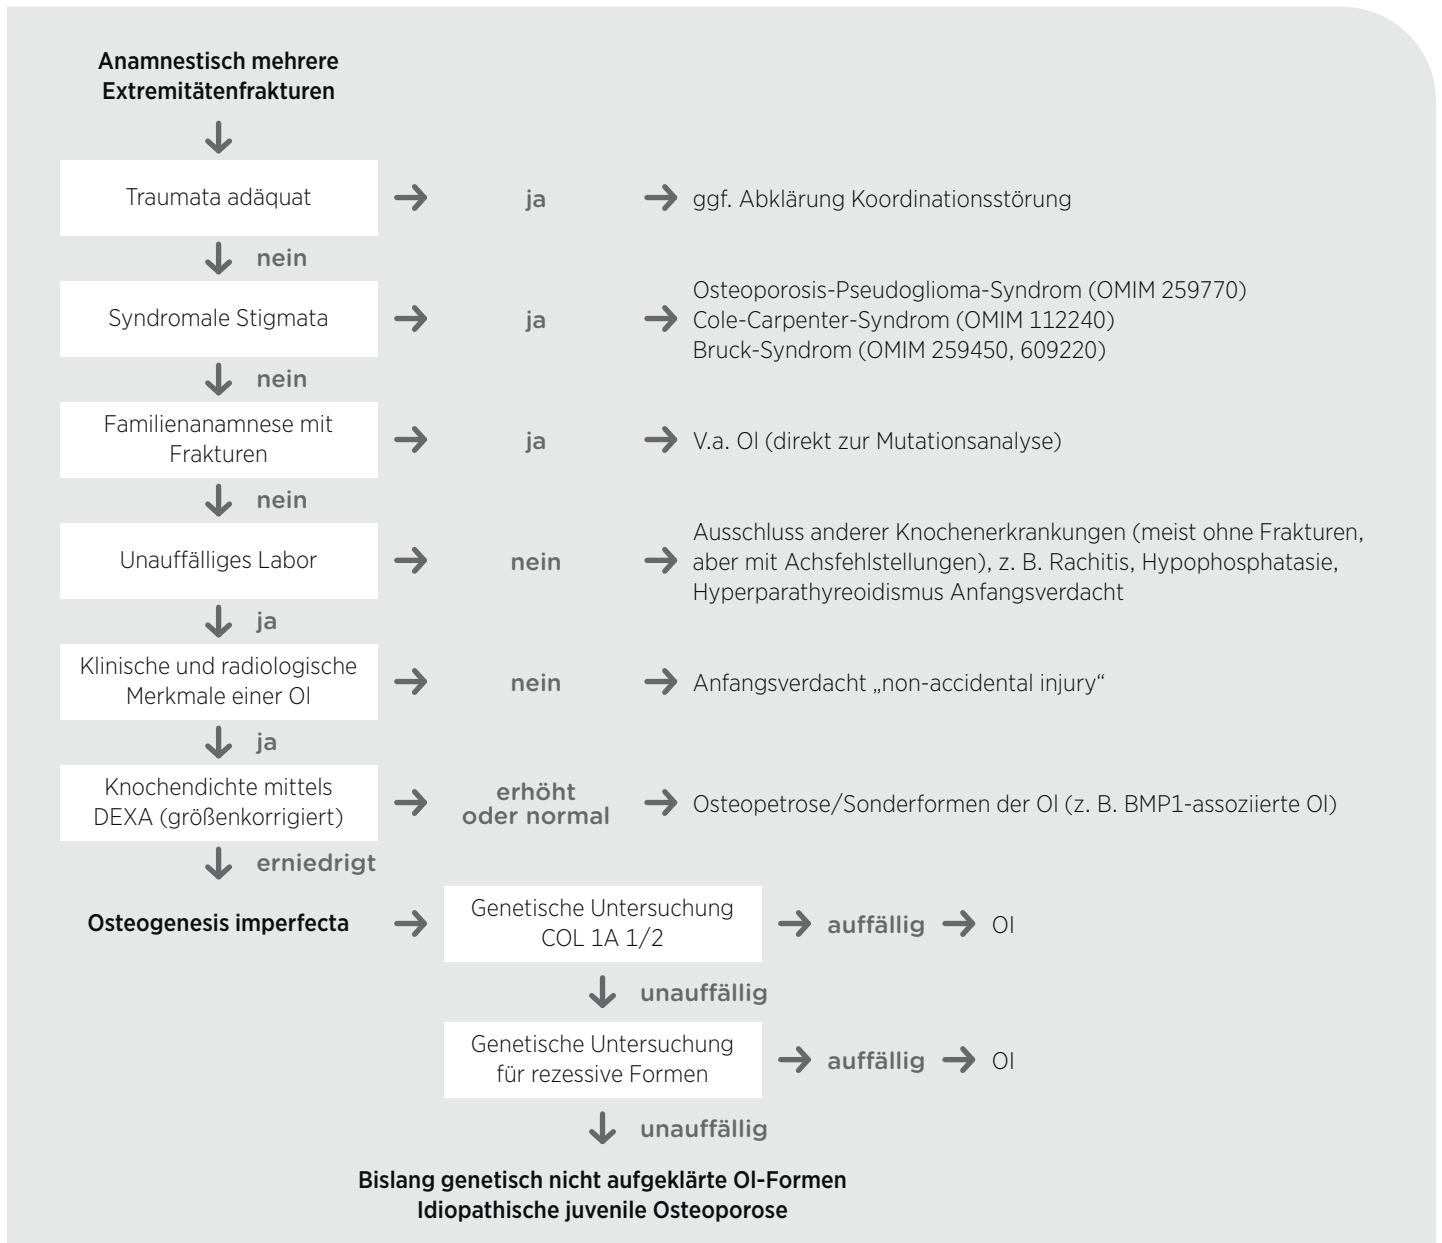 Anamnestisch mehrere
Extremitätenfrakturen
Traumata adäquat
ja
ggf. Abklärung Koordinationsstörung
nein
Syndromale Stigmata
ja
Osteoporosis-Pseudoglioma-Syndrom (OMIM 259770)
Cole-Carpenter-Syndrom (OMIM 112240)
Bruck-Syndrom (OMIM 259450, 609220)
nein
Familienanamnese mit
Frakturen
ja
V.a. OI (direkt zur Mutationsanalyse)
nein
Unauffälliges Labor
nein
Ausschluss anderer Knochenerkrankungen (meist ohne Frakturen,
aber mit Achsfehlstellungen), z. B. Rachitis, Hypophosphatasie,
Hyperparathyreoidismus Anfangsverdacht
ja
Klinische und radiologische
Merkmale einer OI
nein
Anfangsverdacht „non-accidental injury“
ja
Knochendichte mittels
DEXA (größenkorrigiert)
erhöht
oder normal
Osteopetrose/Sonderformen der OI (z. B. BMP1-assoziierte OI)
erniedrigt
Osteogenesis imperfecta
Genetische Untersuchung
COL 1A 1/2
auffällig
OI
unauffällig
Genetische Untersuchung
für rezessive Formen
auffällig
OI
unauffällig
Bislang genetisch nicht aufgeklärte OI-Formen
Idiopathische juvenile Osteoporose